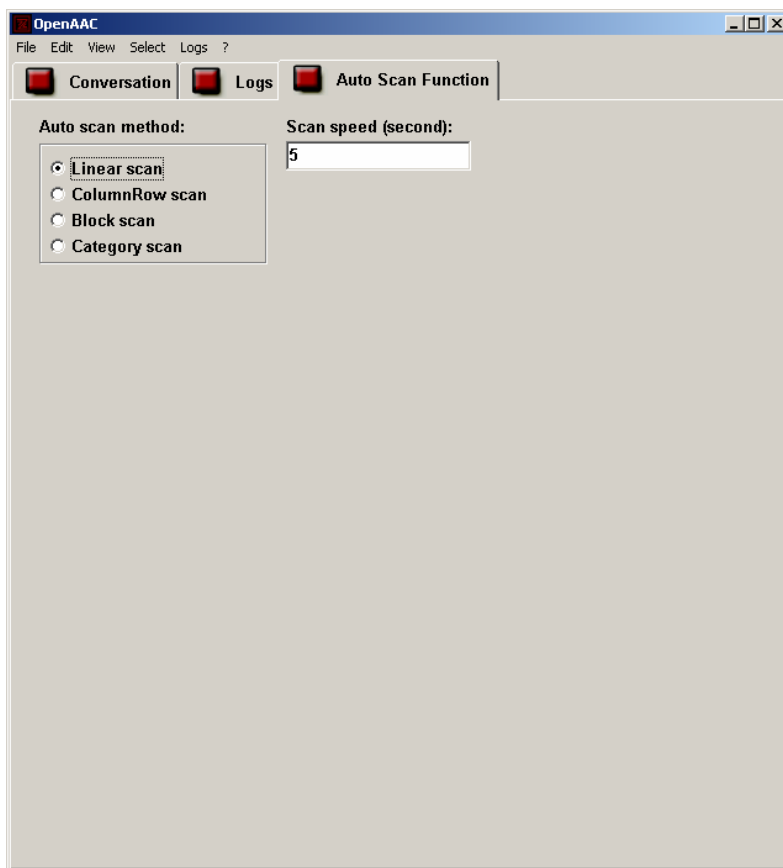 OpenAAC
File Edit View Select Logs ?
Conversation Logs Auto Scan Function
Auto scan method: Scan speed (second):
5
Linear scan
ColumnRow scan
Block scan
Category scan